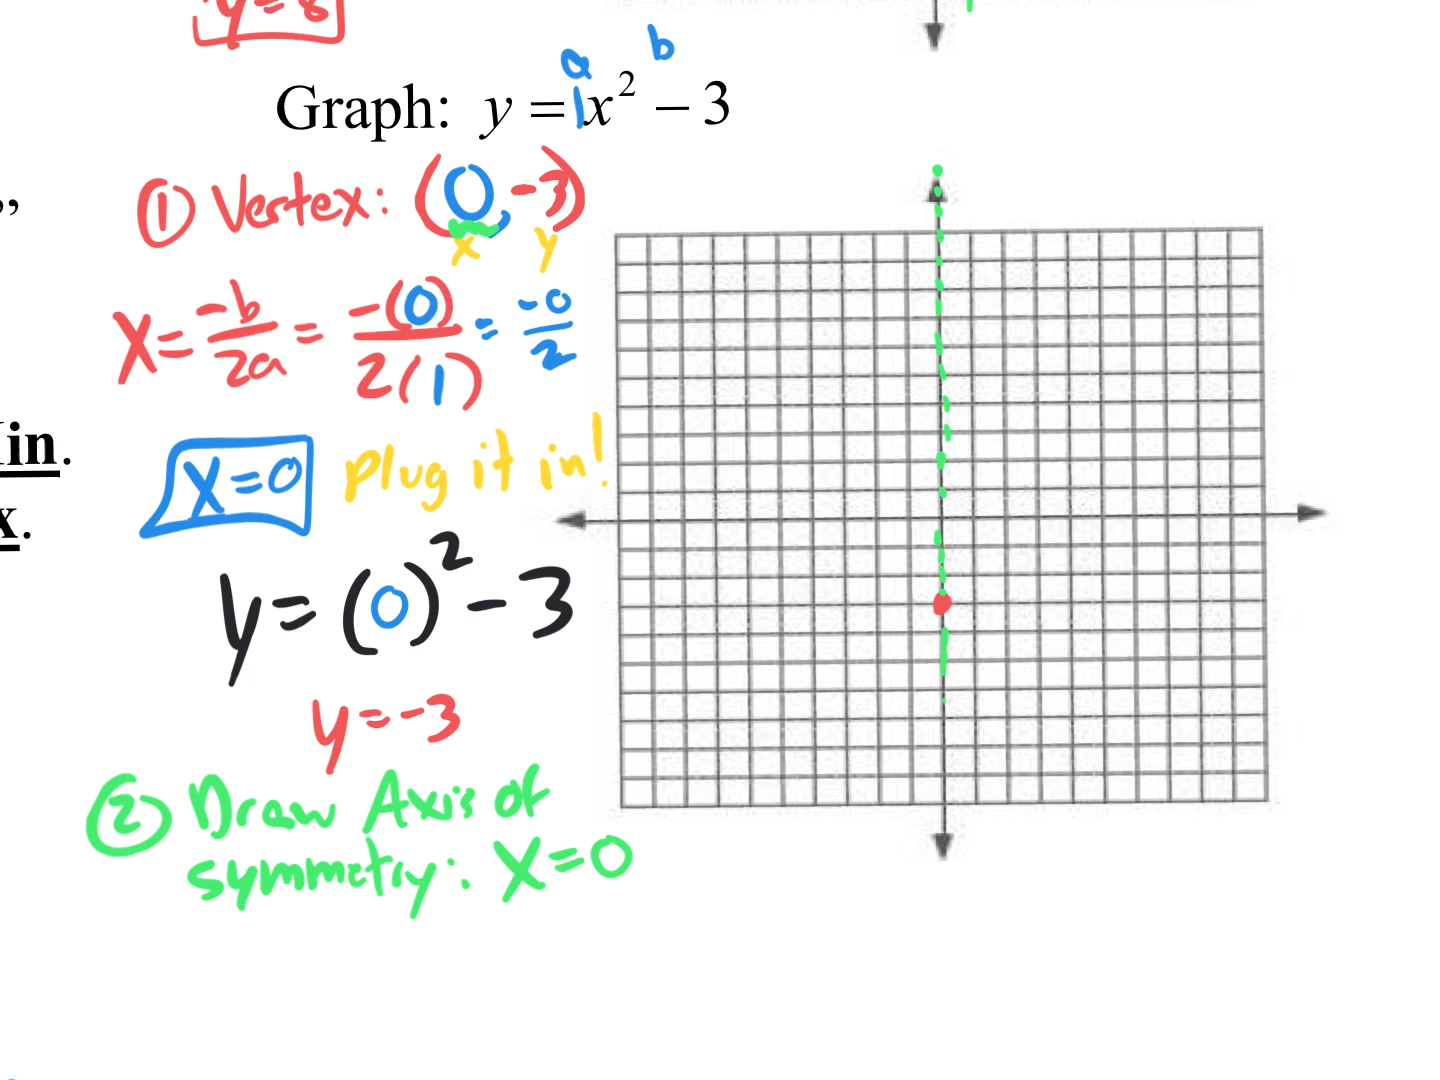 y = 8
a b
Graph: y = 1x² − 3
① Vertex: (0, -3)
x y
,,
X = -b/2a = -(0)/2(1) = -0/2
in.
X=0 plug it in!
x.
y = (0)² - 3
y = -3
② Draw Axis of
symmetry: X=0